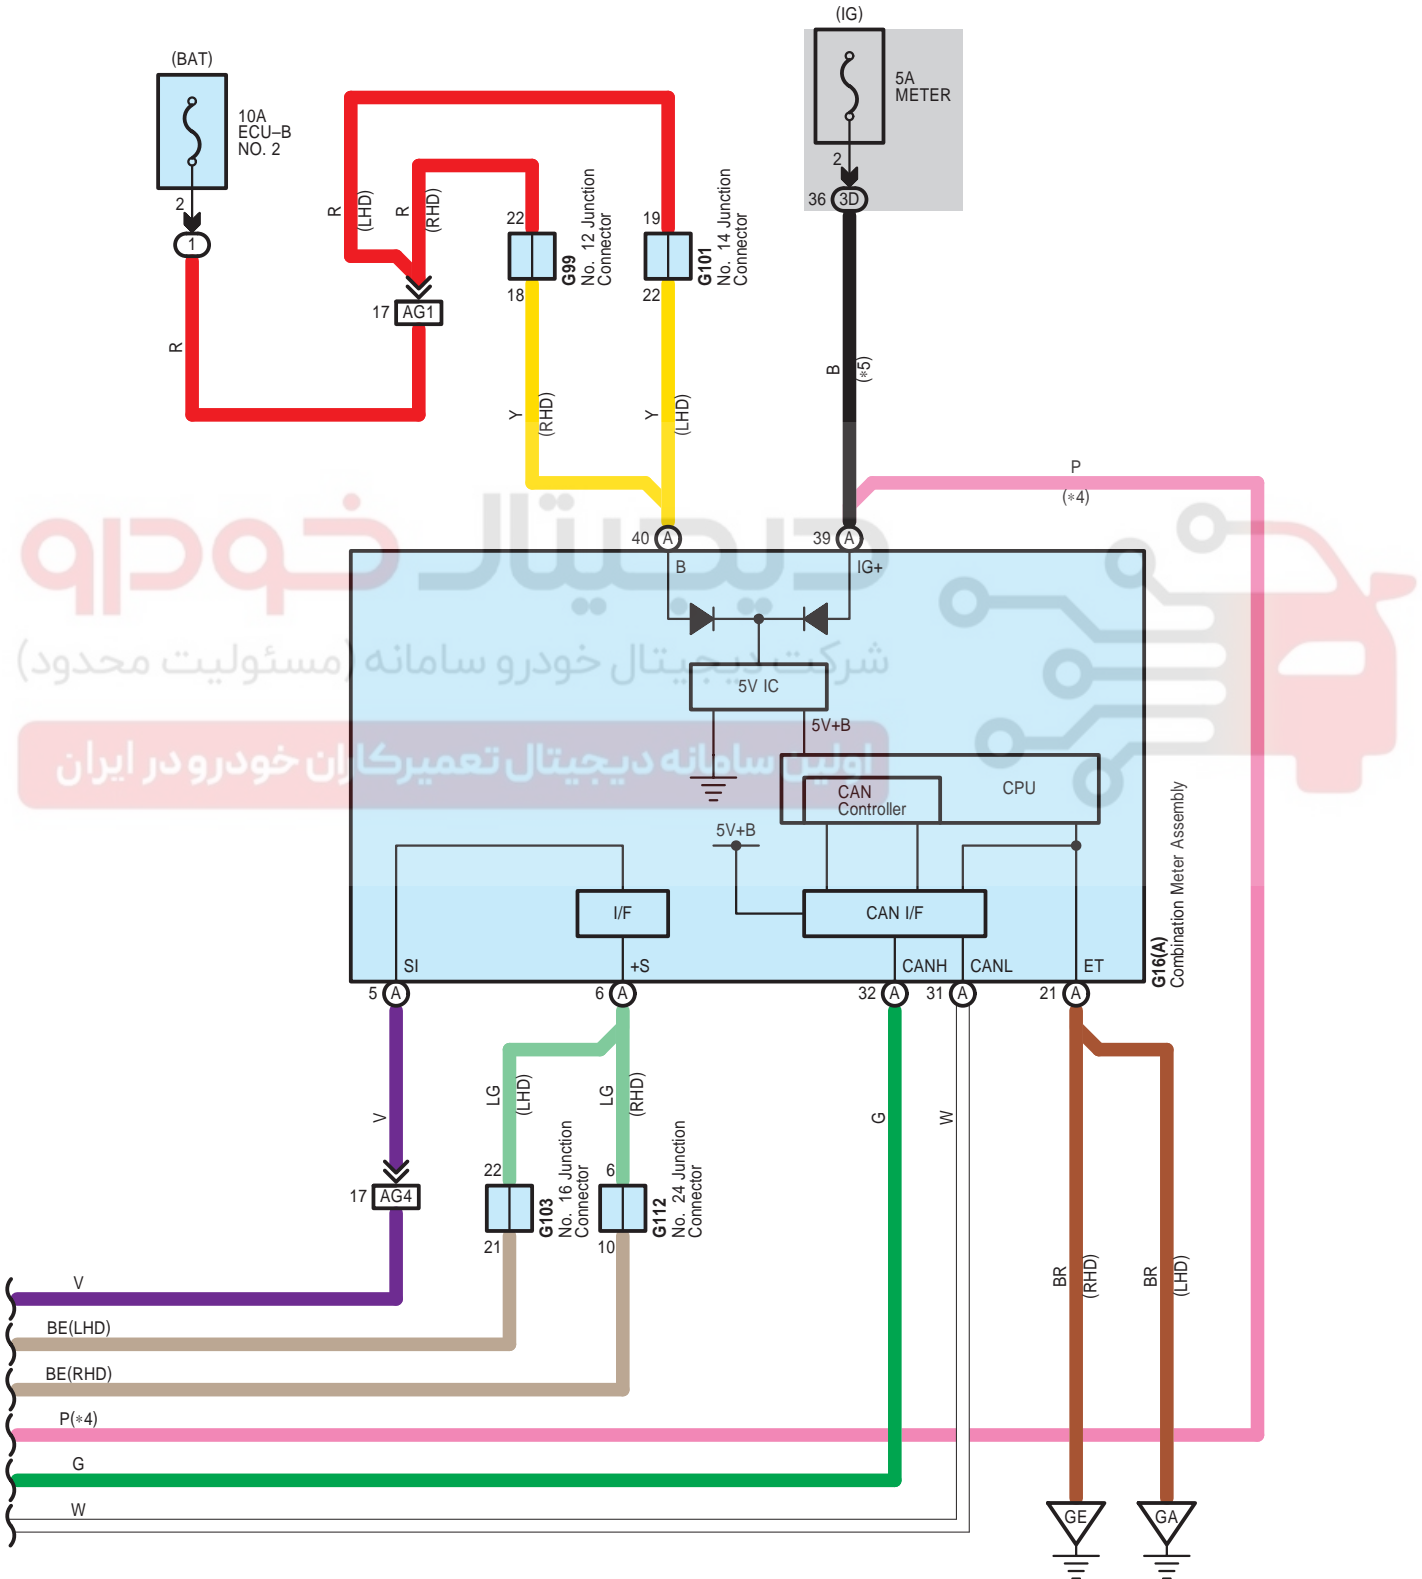 (IG)
5A
METER
2
36 3D
(BAT)
10A
ECU–B
NO. 2
2
1
R
R
(LHD)
R
(RHD)
17 AG1
22
18
G99
No. 12 Junction
Connector
19
22
G101
No. 14 Junction
Connector
Y
(RHD)
Y
(LHD)
B
(*5)
P
(*4)
دیجیتال خودرو
شرکت دیجیتال خودرو سامانه (مسئولیت محدود)
اولین سامانه دیجیتال تعمیرکاران خودرو در ایران
40 A
39 A
B
IG+
5V IC
5V+B
CPU
CAN
Controller
5V+B
I/F
CAN I/F
SI
+S
CANH
CANL
ET
G16(A)
Combination Meter Assembly
5 A
6 A
32 A
31 A
21 A
V
LG
(LHD)
LG
(RHD)
G
W
17 AG4
22
21
G103
No. 16 Junction
Connector
6
10
G112
No. 24 Junction
Connector
BR
(RHD)
BR
(LHD)
V
BE(LHD)
BE(RHD)
P(*4)
G
W
GE
GA